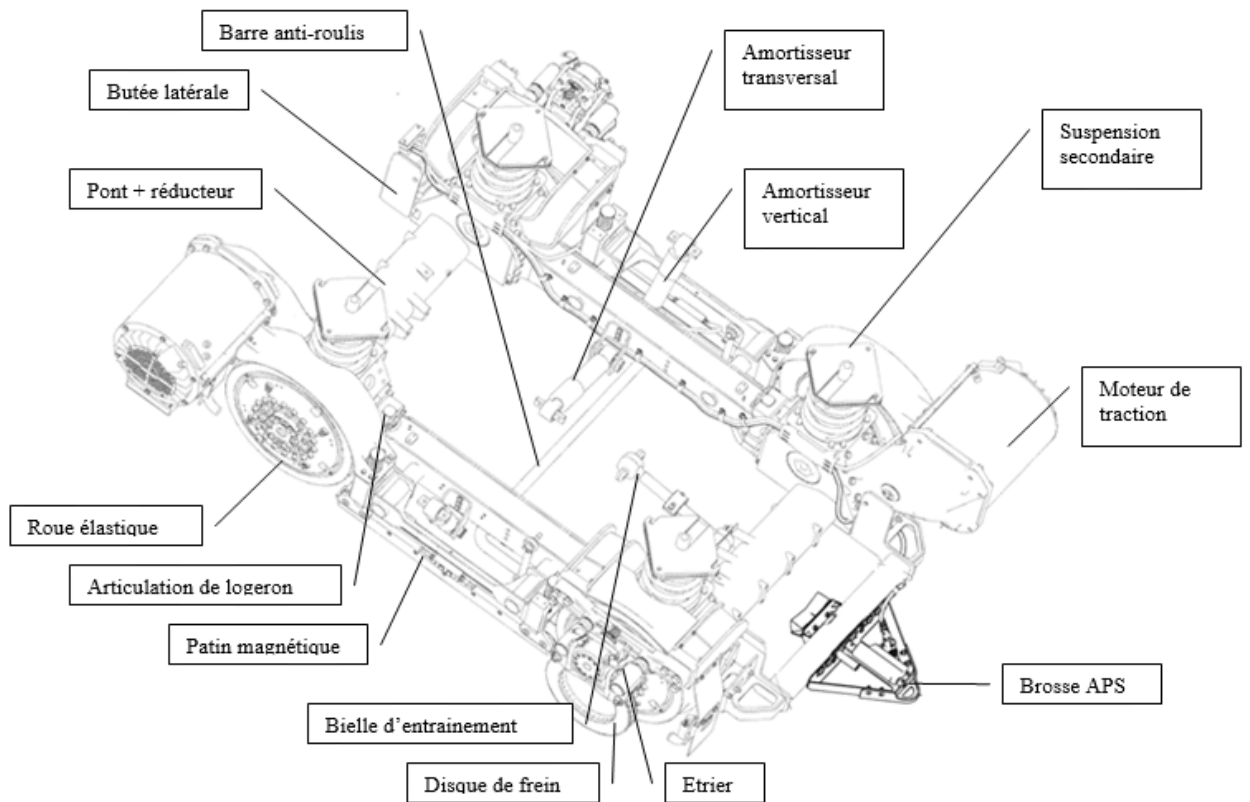 Barre anti-roulis
Amortisseur
transversal
Butée latérale
Suspension
secondaire
Pont + réducteur
Amortisseur
vertical
Moteur de
traction
Roue élastique
Articulation de logeron
Patin magnétique
Brosse APS
Bielle d’entrainement
Disque de frein
Etrier